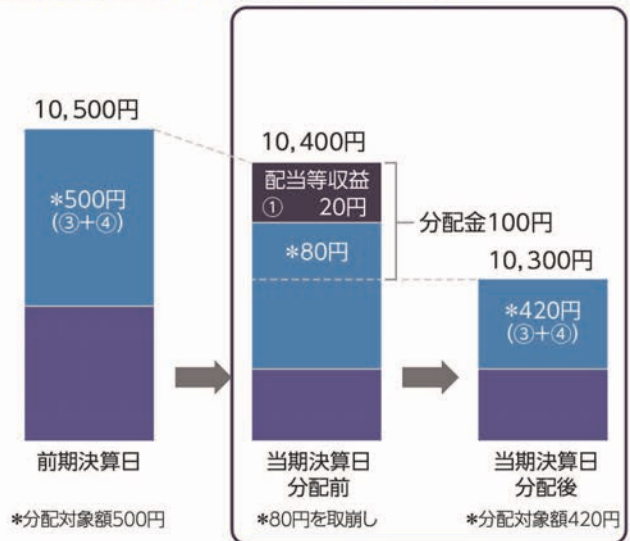 10,500円
*500円
(③+④)
前期決算日
*分配対象額500円
10,400円
配当等収益
① 20円
*80円
分配金100円
当期決算日
分配前
*80円を取崩し
10,300円
*420円
(③+④)
当期決算日
分配後
*分配対象額420円